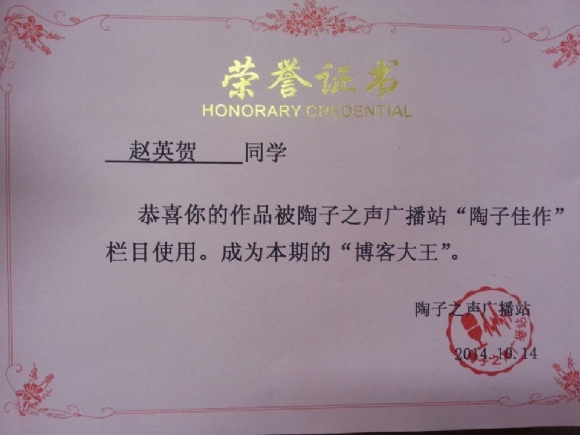 荣誉证书
HONORARY CREDENTIAL
赵英贺 同学
恭喜你的作品被陶子之声广播站“陶子佳作”
栏目使用。成为本期的“博客大王”。
陶子之声广播站
2014.10.14